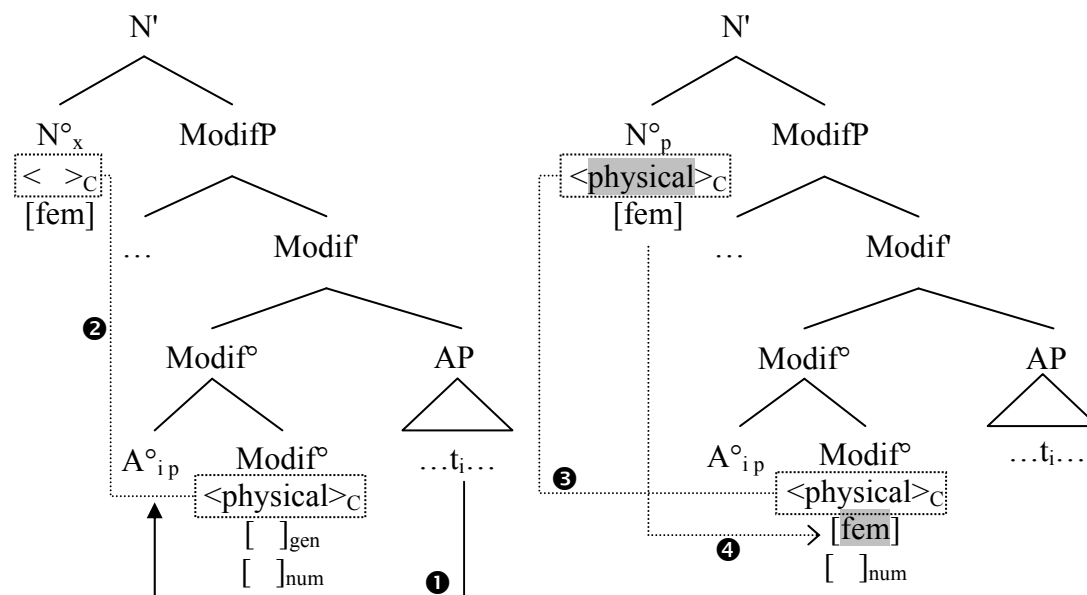 N' N'
N°x ModifP N°p ModifP
< >C <physical>C
[fem] [fem]
… Modif' … Modif'
❷
Modif° AP Modif° AP
A°i p Modif° …ti… A°i p Modif° …ti…
<physical>C ❸ <physical>C
[ ]gen [fem]
[ ]num ❶ ❹ [ ]num